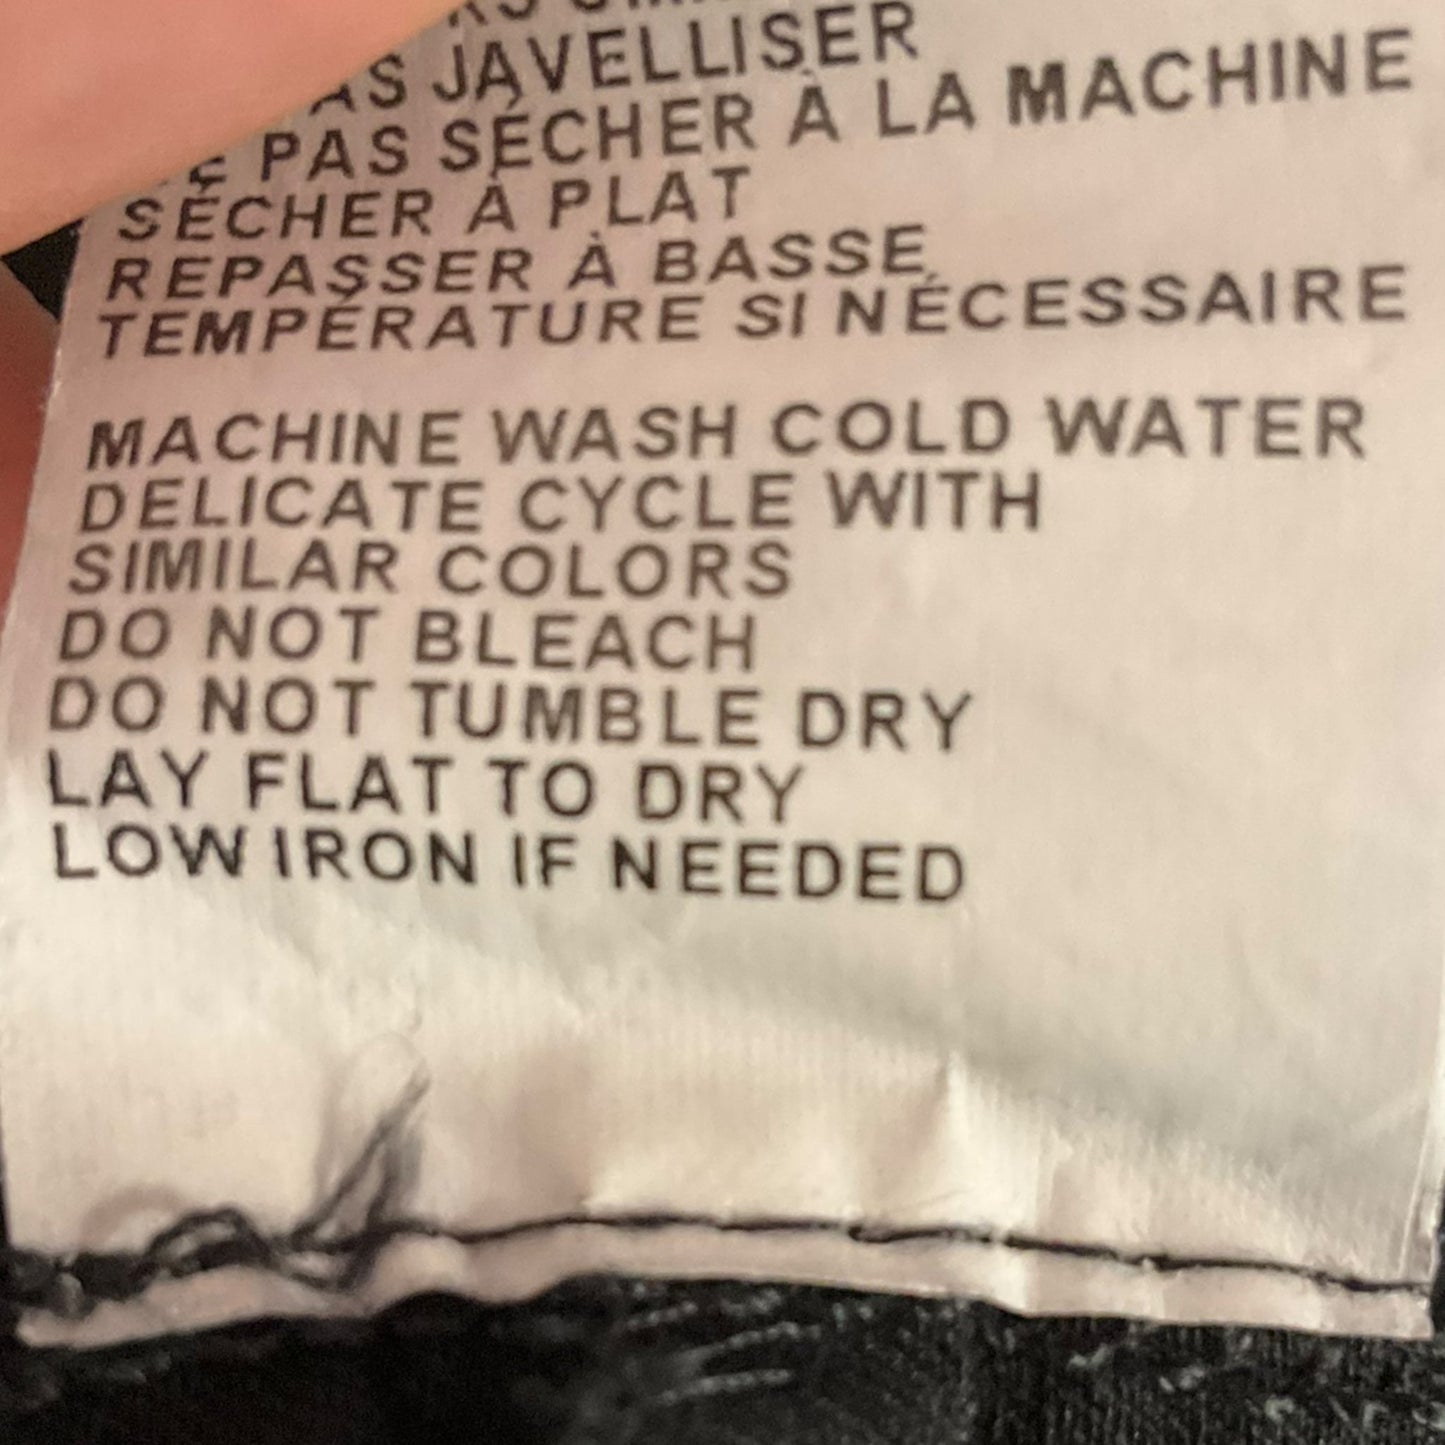 PAS JAVELLISER
PAS SÉCHER À LA MACHINE
SÉCHER À PLAT
REPASSER À BASSE
TEMPÉRATURE SI NÉCESSAIRE
MACHINE WASH COLD WATER
DELICATE CYCLE WITH
SIMILAR COLORS
DO NOT BLEACH
DO NOT TUMBLE DRY
LAY FLAT TO DRY
LOW IRON IF NEEDED